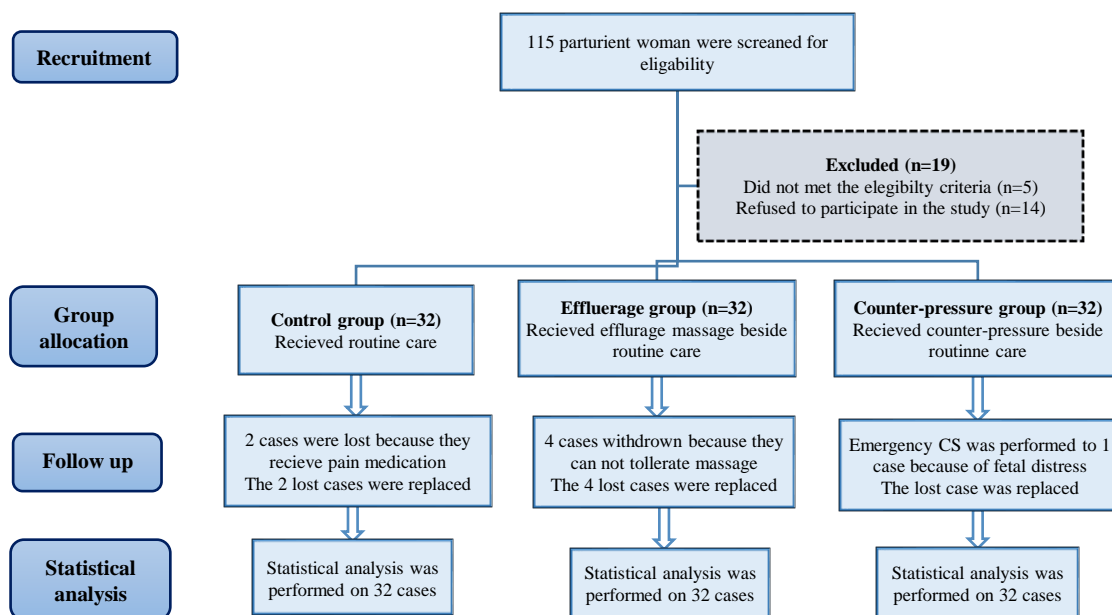 Recruitment
115 parturient woman were screaned for
eligability
Excluded (n=19)
Did not met the elegibilty criteria (n=5)
Refused to participate in the study (n=14)
Group
allocation
Control group (n=32)
Recieved routine care
Effluerage group (n=32)
Recieved efflurage massage beside
routine care
Counter-pressure group (n=32)
Recieved counter-pressure beside
routinne care
Follow up
2 cases were lost because they
recieve pain medication
The 2 lost cases were replaced
4 cases withdrown because they
can not tollerate massage
The 4 lost cases were replaced
Emergency CS was performed to 1
case because of fetal distress
The lost case was replaced
Statistical
analysis
Statistical analysis was
performed on 32 cases
Statistical analysis was
performed on 32 cases
Statistical analysis was
performed on 32 cases